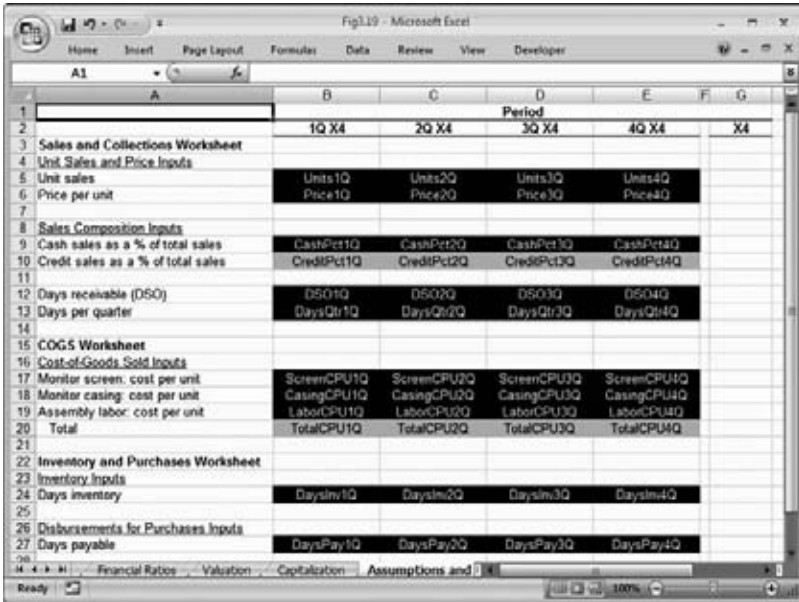 Fig3.19 - Microsoft Excel
Home Insert Page Layout Formulas Data Review View Developer
A1 fx
A B C D E F G
1 Period
2 1Q X4 2Q X4 3Q X4 4Q X4 X4
3 Sales and Collections Worksheet
4 Unit Sales and Price Inputs
5 Unit sales Units1Q Units2Q Units3Q Units4Q
6 Price per unit Price1Q Price2Q Price3Q Price4Q
7
8 Sales Composition Inputs
9 Cash sales as a % of total sales CashPct1Q CashPct2Q CashPct3Q CashPct4Q
10 Credit sales as a % of total sales CreditPct1Q CreditPct2Q CreditPct3Q CreditPct4Q
11
12 Days receivable (DSO) DSO1Q DSO2Q DSO3Q DSO4Q
13 Days per quarter DaysQtr1Q DaysQtr2Q DaysQtr3Q DaysQtr4Q
14
15 COGS Worksheet
16 Cost-of-Goods Sold Inputs
17 Monitor screen: cost per unit ScreenCPU1Q ScreenCPU2Q ScreenCPU3Q ScreenCPU4Q
18 Monitor casing: cost per unit CasingCPU1Q CasingCPU2Q CasingCPU3Q CasingCPU4Q
19 Assembly labor: cost per unit LaborCPU1Q LaborCPU2Q LaborCPU3Q LaborCPU4Q
20 Total TotalCPU1Q TotalCPU2Q TotalCPU3Q TotalCPU4Q
21
22 Inventory and Purchases Worksheet
23 Inventory Inputs
24 Days inventory DaysInv1Q DaysInv2Q DaysInv3Q DaysInv4Q
25
26 Disbursements for Purchases Inputs
27 Days payable DaysPay1Q DaysPay2Q DaysPay3Q DaysPay4Q
28
Financial Ratios Valuation Capitalization Assumptions and
Ready 100%